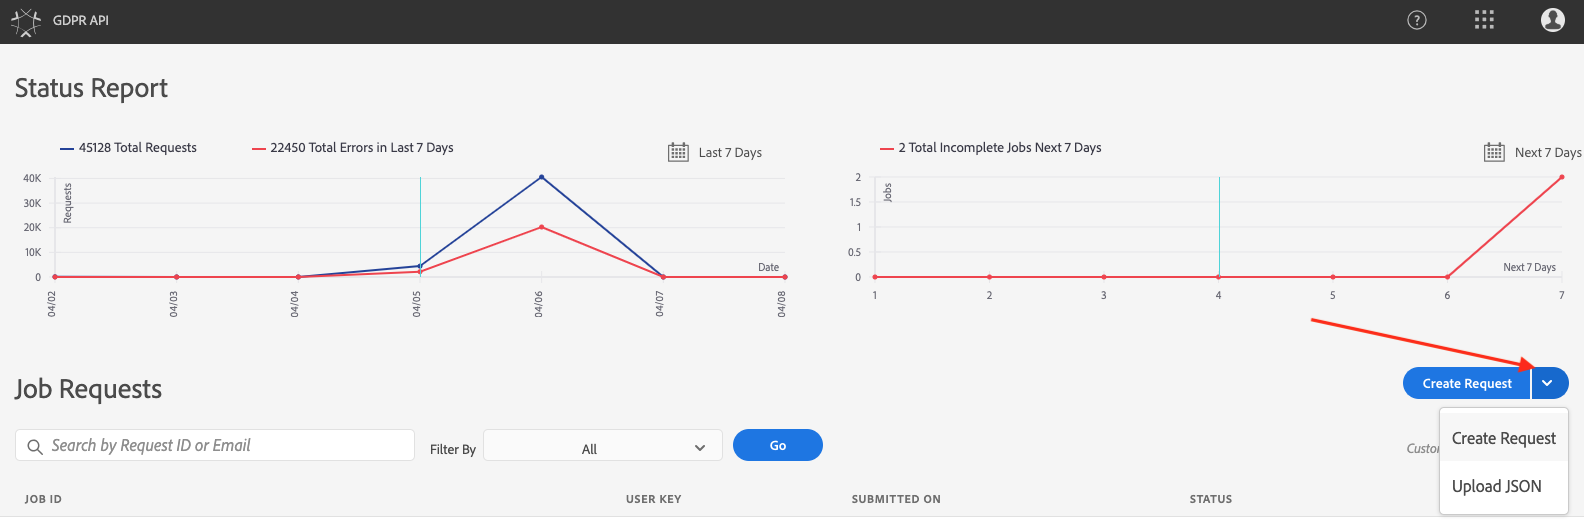 GDPR API
?
Status Report
45128 Total Requests
22450 Total Errors in Last 7 Days
Last 7 Days
40K
30K
20K
10K
0
Requests
Date
04/02
04/03
04/04
04/05
04/06
04/07
04/08
2 Total Incomplete Jobs Next 7 Days
Next 7 Days
2
1.5
1
0.5
0
Jobs
Next 7 Days
1
2
3
4
5
6
7
Job Requests
Create Request
Search by Request ID or Email
Filter By
All
Go
Create Request
Upload JSON
JOB ID
USER KEY
SUBMITTED ON
STATUS